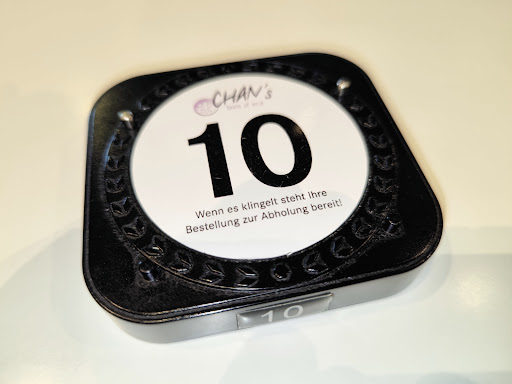 CHAN's
10
Wenn es klingelt steht Ihre
Bestellung zur Abholung bereit!
10